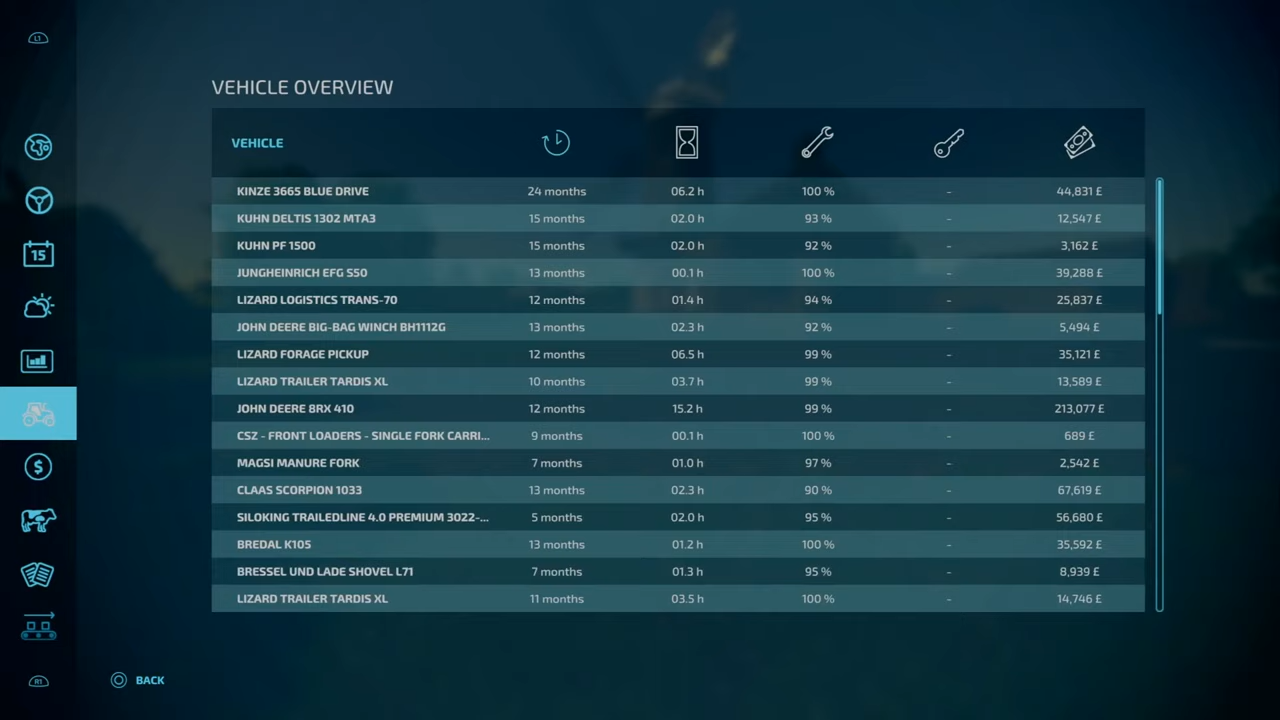 L1
VEHICLE OVERVIEW
VEHICLE
KINZE 3665 BLUE DRIVE 24 months 06.2 h 100 % - 44,831 £
KUHN DELTIS 1302 MTA3 15 months 02.0 h 93 % - 12,547 £
KUHN PF 1500 15 months 02.0 h 92 % - 3,162 £
JUNGHEINRICH EFG S50 13 months 00.1 h 100 % - 39,288 £
LIZARD LOGISTICS TRANS-70 12 months 01.4 h 94 % - 25,837 £
JOHN DEERE BIG-BAG WINCH BH1112G 13 months 02.3 h 92 % - 5,494 £
LIZARD FORAGE PICKUP 12 months 06.5 h 99 % - 35,121 £
LIZARD TRAILER TARDIS XL 10 months 03.7 h 99 % - 13,589 £
JOHN DEERE 8RX 410 12 months 15.2 h 99 % - 213,077 £
CSZ - FRONT LOADERS - SINGLE FORK CARRI... 9 months 00.1 h 100 % - 689 £
MAGSI MANURE FORK 7 months 01.0 h 97 % - 2,542 £
CLAAS SCORPION 1033 13 months 02.3 h 90 % - 67,619 £
SILOKING TRAILEDLINE 4.0 PREMIUM 3022-... 5 months 02.0 h 95 % - 56,680 £
BREDAL K105 13 months 01.2 h 100 % - 35,592 £
BRESSEL UND LADE SHOVEL L71 7 months 01.3 h 95 % - 8,939 £
LIZARD TRAILER TARDIS XL 11 months 03.5 h 100 % - 14,746 £
15
$
R1
BACK